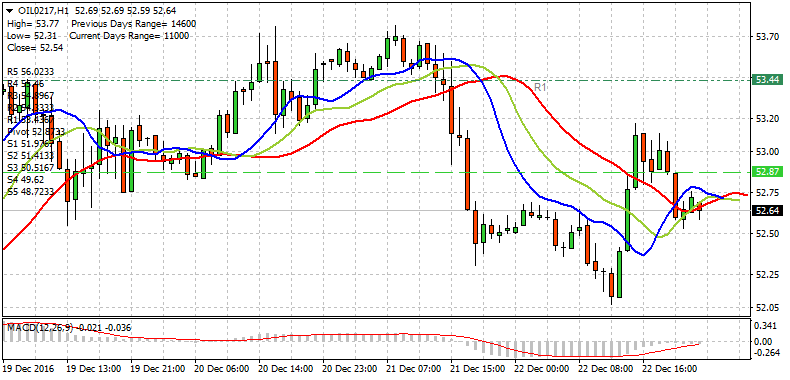 OIL0217,H1 52.69 52.69 52.59 52.64
High= 53.77 Previous Days Range= 14600
Low= 52.31 Current Days Range= 11000
Close= 52.54
R5 56.0233
R4
R3
R2
R1
Pivot 52.8733
S1 51.9767
S2 51.4133
S3 50.5167
S4 49.62
S5 48.7233
R1
53.70
53.44
53.20
53.00
52.87
52.75
52.64
52.50
52.25
52.05
MACD(12,26,9) -0.021 -0.036
0.341
0.00
-0.264
19 Dec 2016
19 Dec 13:00
19 Dec 21:00
20 Dec 06:00
20 Dec 14:00
20 Dec 23:00
21 Dec 07:00
21 Dec 15:00
22 Dec 00:00
22 Dec 08:00
22 Dec 16:00